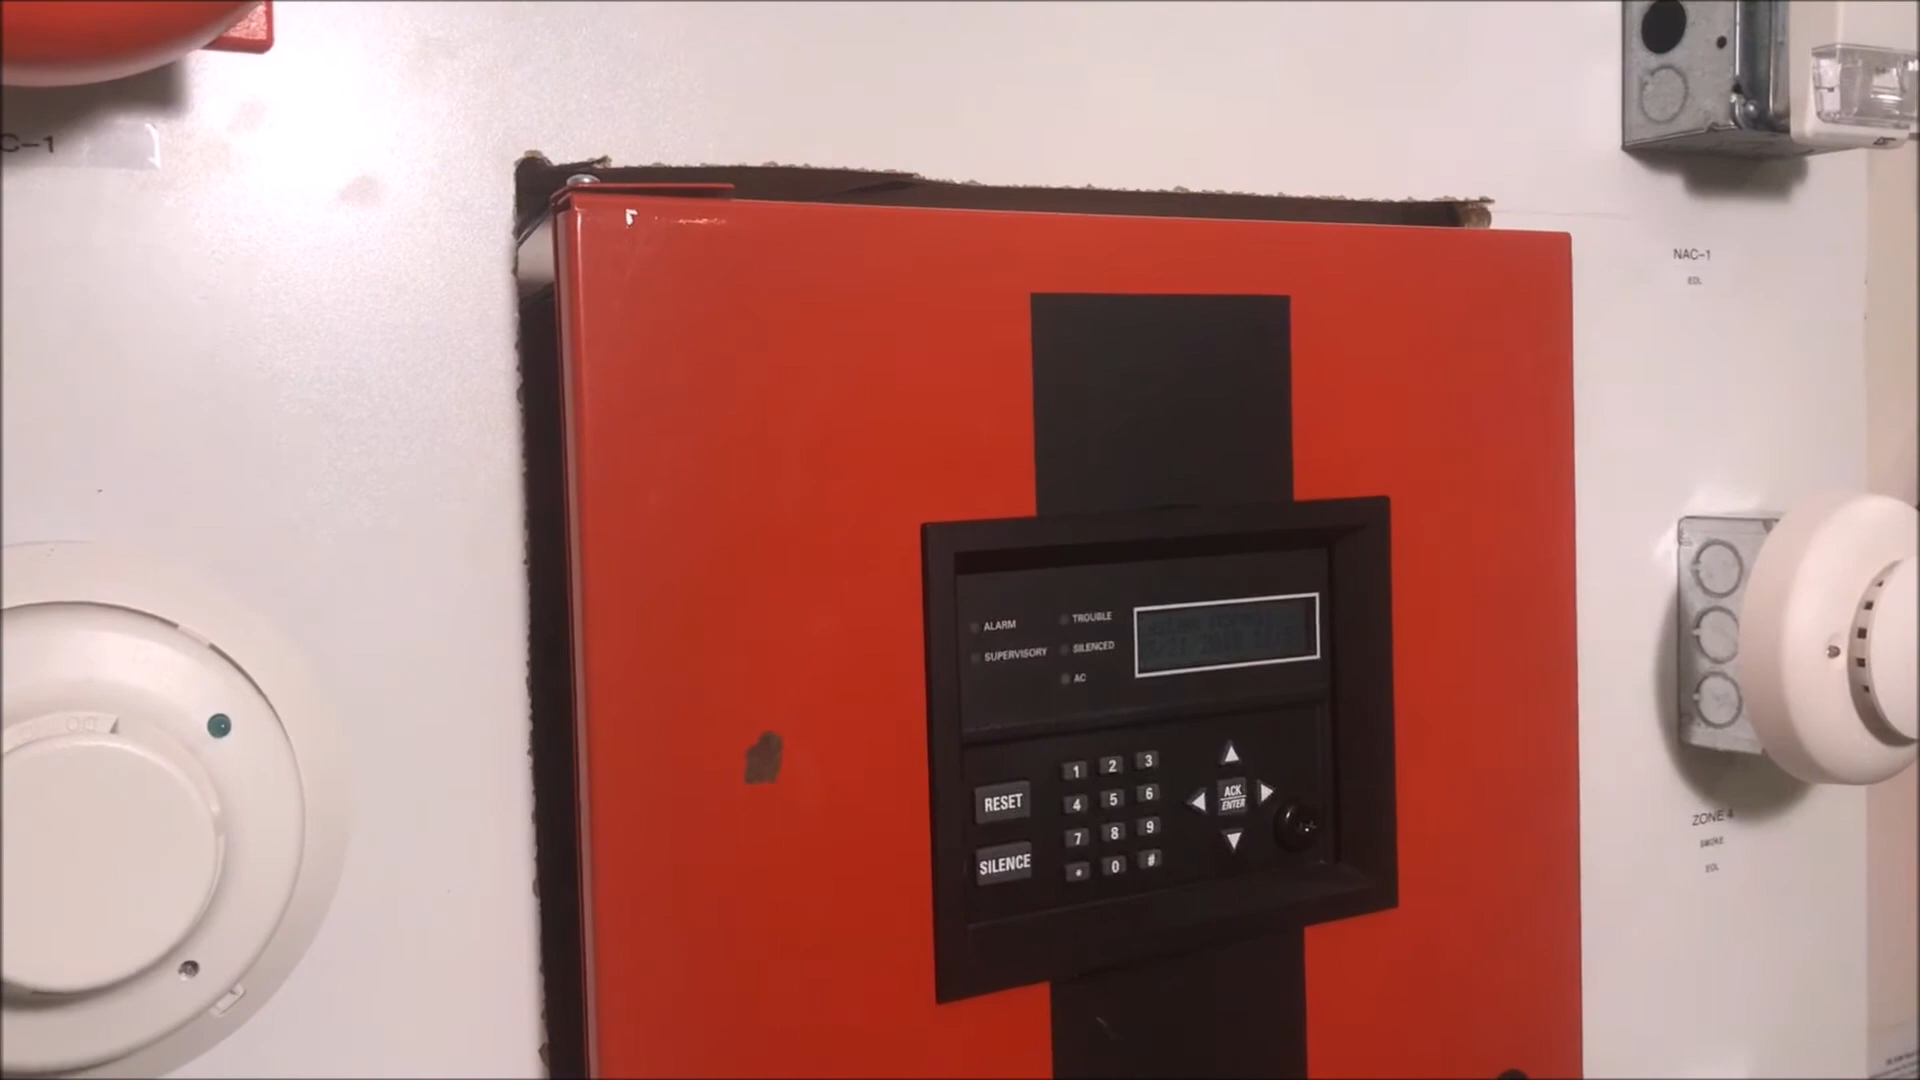 C-1
NAC-1
EOL
ALARM
TROUBLE
SUPERVISORY
SILENCED
AC
RESET
SILENCE
1 2 3
4 5 6
7 8 9
* 0 #
ACK
ENTER
ZONE 4
SMOKE
EOL